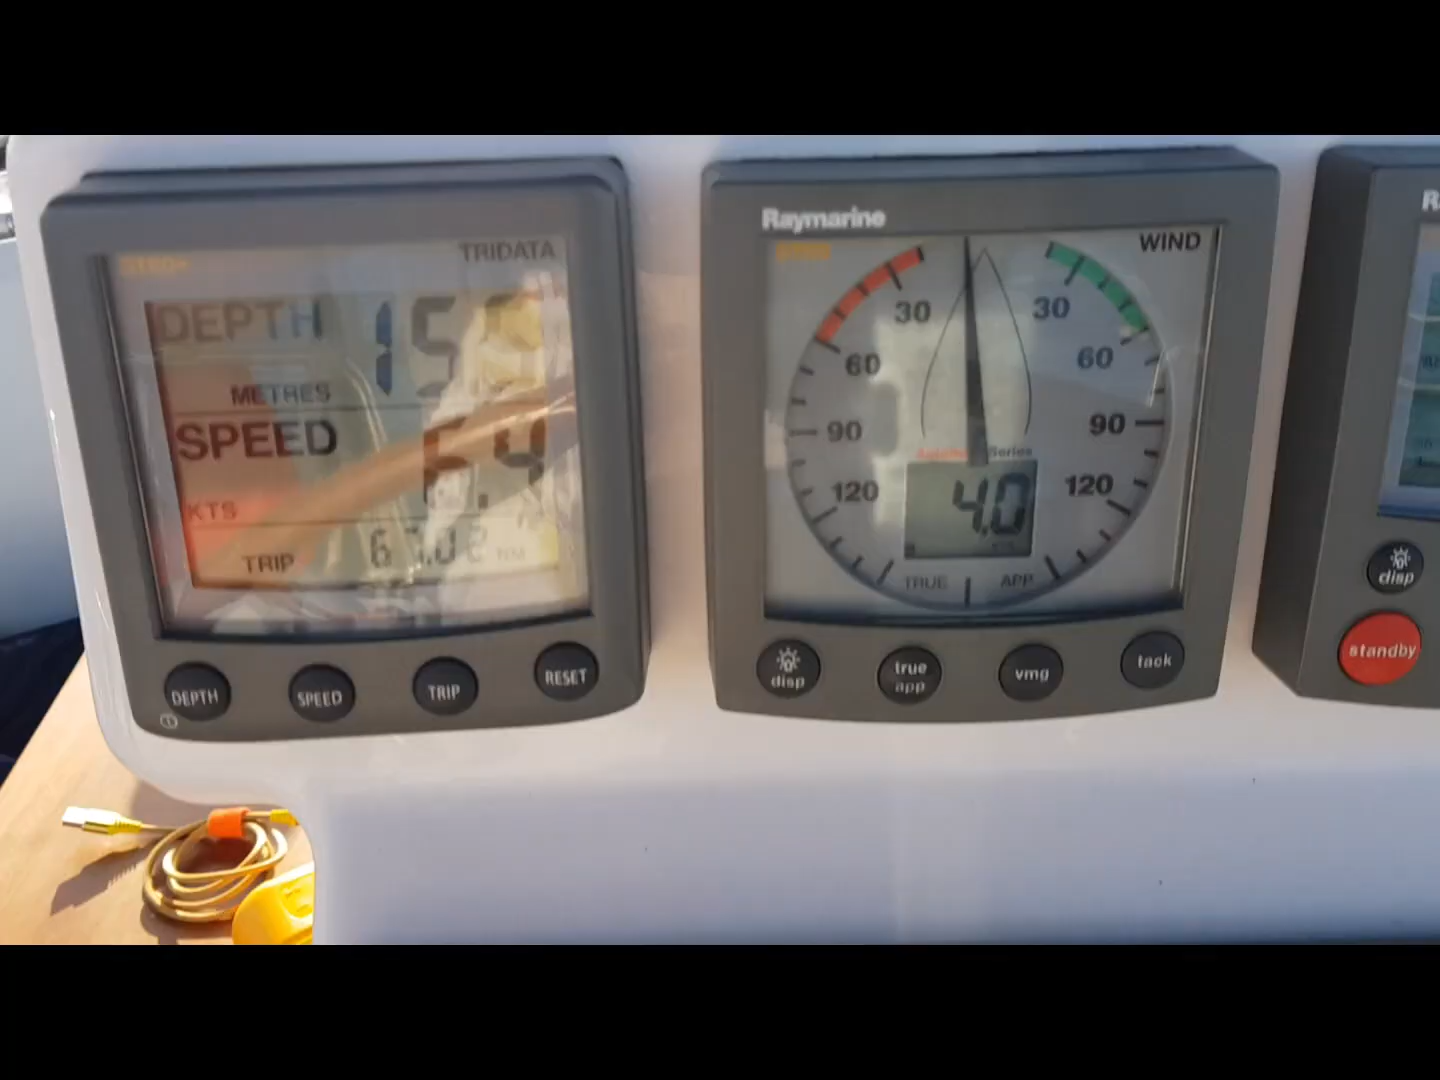 TRIDATA
DEPTH
METRES
SPEED
KTS
TRIP
NM
DEPTH
SPEED
TRIP
RESET
Raymarine
WIND
30
30
60
60
90
90
120
120
Series
4.0
TRUE
APP
disp
true
app
vmg
tack
disp
standby